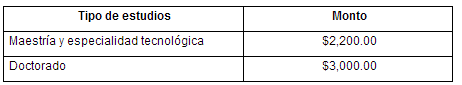 Tipo de estudios Monto
Maestría y especialidad tecnológica $2,200.00
Doctorado $3,000.00